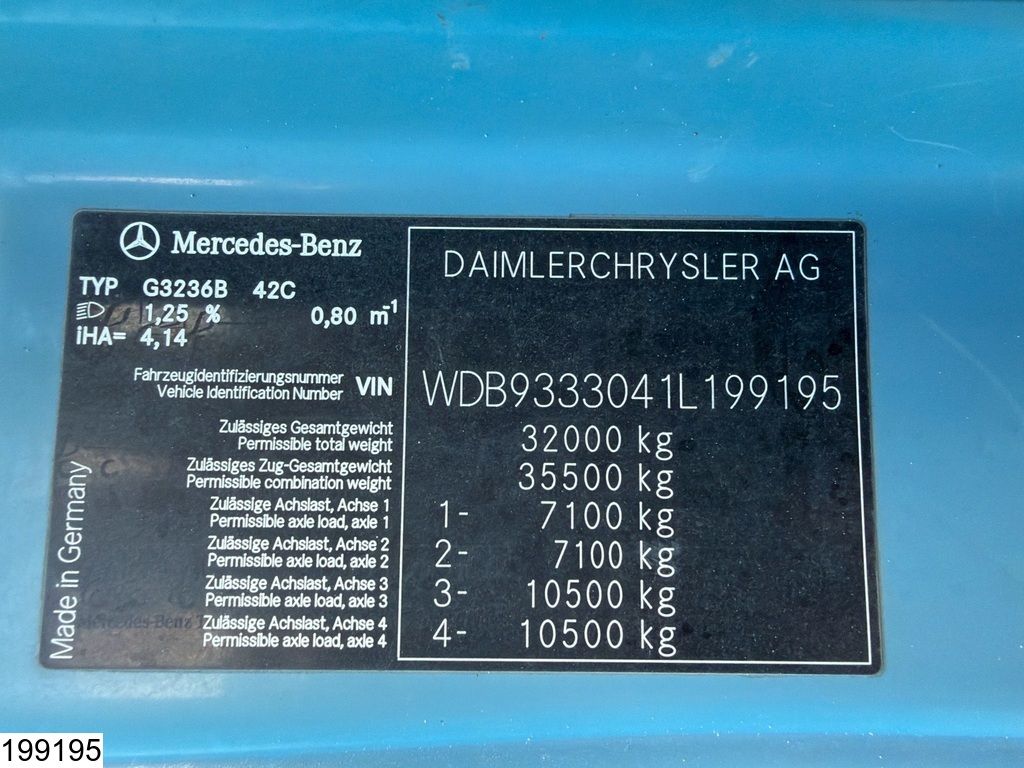 Mercedes-Benz
TYP G3236B 42C
1,25 % 0,80 m⁻¹
iHA= 4,14
DAIMLERCHRYSLER AG
Fahrzeugidentifizierungsnummer
Vehicle Identification Number VIN WDB9333041L199195
Zulässiges Gesamtgewicht
Permissible total weight 32000 kg
Zulässiges Zug-Gesamtgewicht
Permissible combination weight 35500 kg
Zulässige Achslast, Achse 1
Permissible axle load, axle 1 1- 7100 kg
Zulässige Achslast, Achse 2
Permissible axle load, axle 2 2- 7100 kg
Zulässige Achslast, Achse 3
Permissible axle load, axle 3 3- 10500 kg
Zulässige Achslast, Achse 4
Permissible axle load, axle 4 4- 10500 kg
Made in Germany
Mercedes-Benz
199195